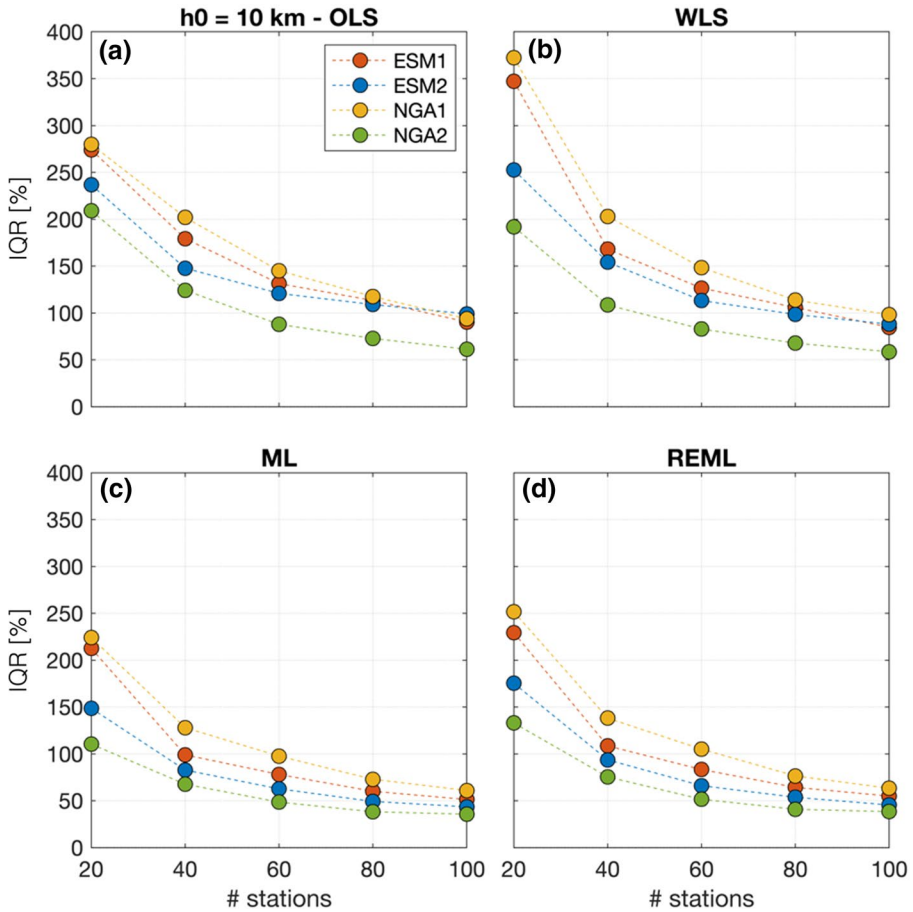 h0 = 10 km - OLS
WLS
(a)
ESM1
ESM2
NGA1
NGA2
(b)
IQR [%]
400
350
300
250
200
150
100
50
0
ML
REML
(c)
(d)
IQR [%]
400
350
300
250
200
150
100
50
0
20 40 60 80 100
20 40 60 80 100
# stations
# stations